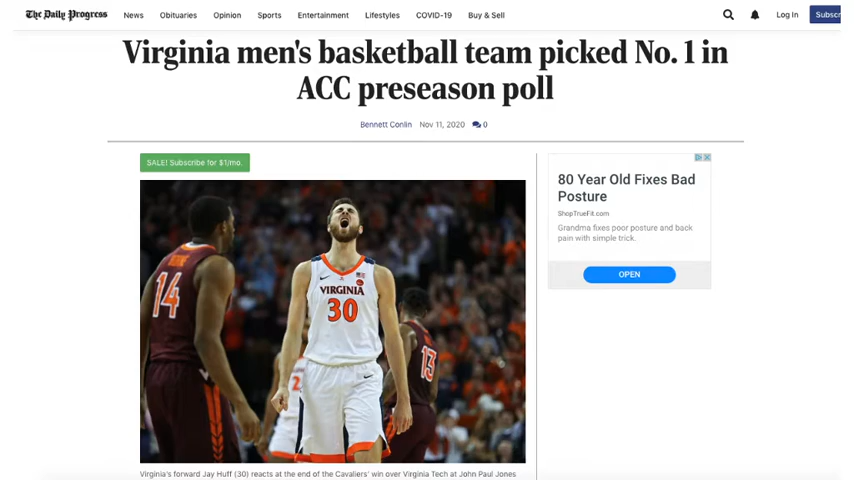 The Daily Progress
News Obituaries Opinion Sports Entertainment Lifestyles COVID-19 Buy & Sell Log In Subscr
Virginia men's basketball team picked No. 1 in
ACC preseason poll
Bennett Conlin Nov 11, 2020 0
SALE! Subscribe for $1/mo.
80 Year Old Fixes Bad
Posture
ShopTrueFit.com
Grandma fixes poor posture and back
pain with simple trick.
OPEN
14
VIRGINIA
30
13
Virginia's forward Jay Huff (30) reacts at the end of the Cavaliers' win over Virginia Tech at John Paul Jones